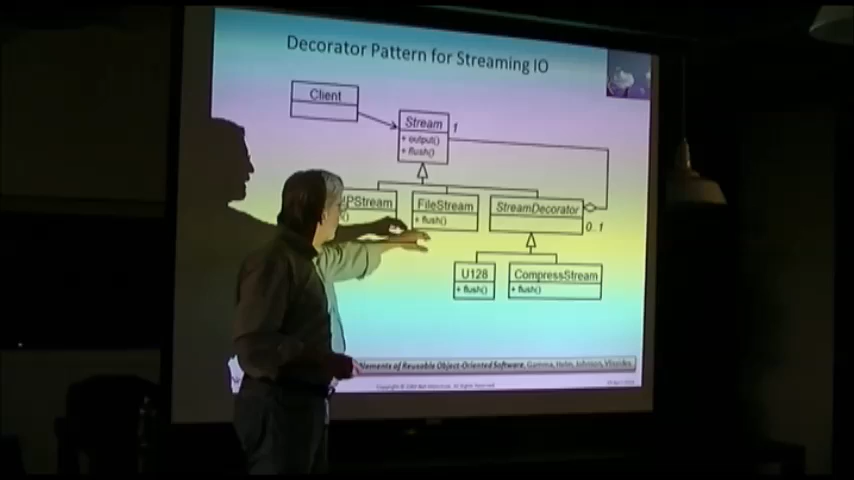 Decorator Pattern for Streaming IO
Client
Stream
1
+ output()
+ flush()
PStream
FileStream
StreamDecorator
+ flush()
0..1
U128
CompressStream
+ flush()
+ flush()
Elements of Reusable Object-Oriented Software, Gamma, Helm, Johnson, Vlissides